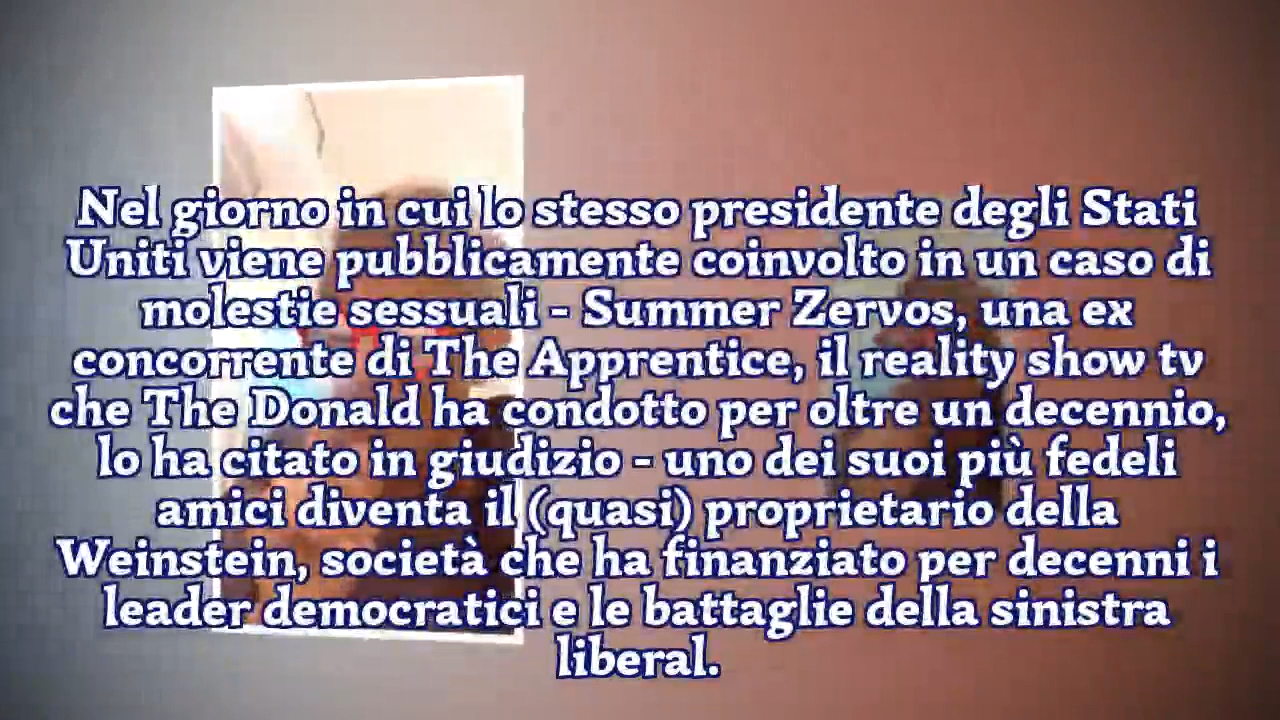 Nel giorno in cui lo stesso presidente degli Stati
Uniti viene pubblicamente coinvolto in un caso di
molestie sessuali - Summer Zervos, una ex
concorrente di The Apprentice, il reality show tv
che The Donald ha condotto per oltre un decennio,
lo ha citato in giudizio - uno dei suoi più fedeli
amici diventa il (quasi) proprietario della
Weinstein, società che ha finanziato per decenni i
leader democratici e le battaglie della sinistra
liberal.